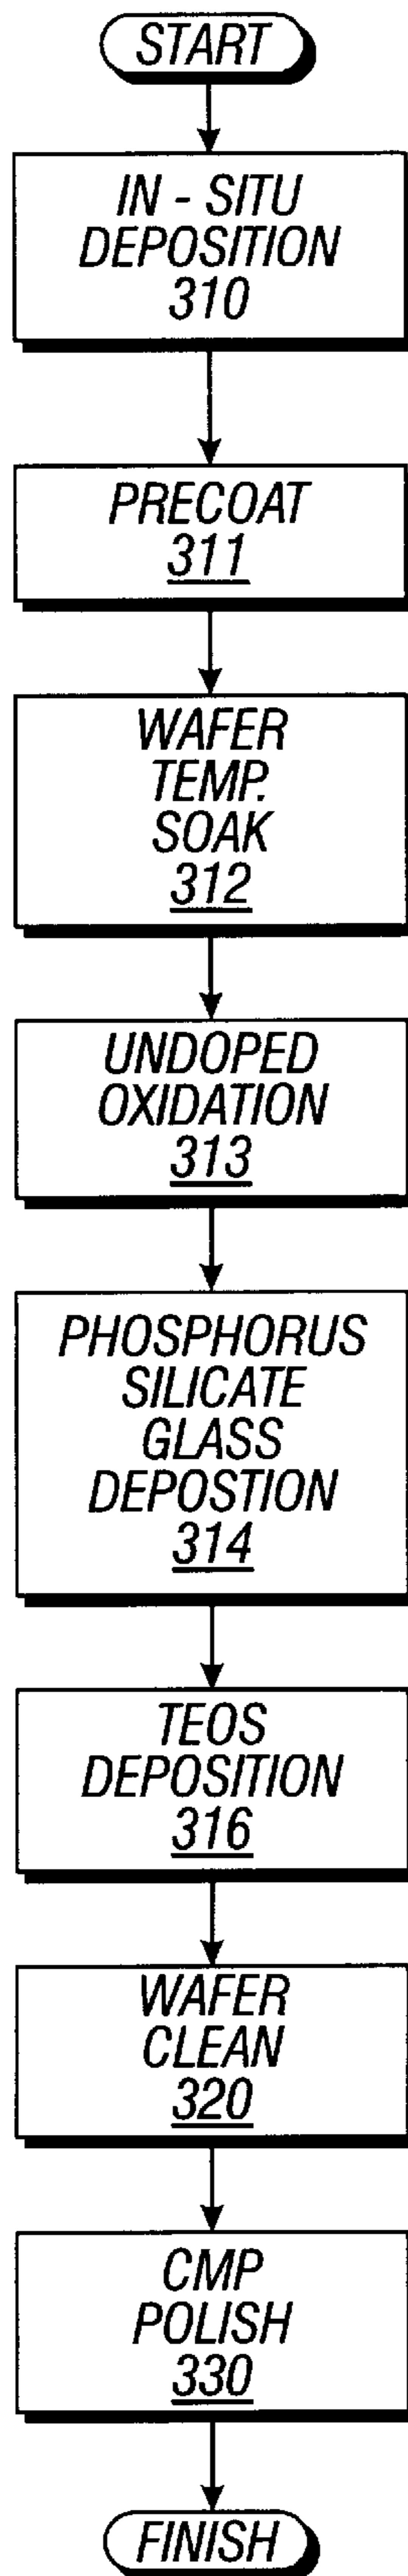 START
IN - SITU
DEPOSITION
310
PRECOAT
311
WAFER
TEMP.
SOAK
312
UNDOPED
OXIDATION
313
PHOSPHORUS
SILICATE
GLASS
DEPOSTION
314
TEOS
DEPOSITION
316
WAFER
CLEAN
320
CMP
POLISH
330
FINISH